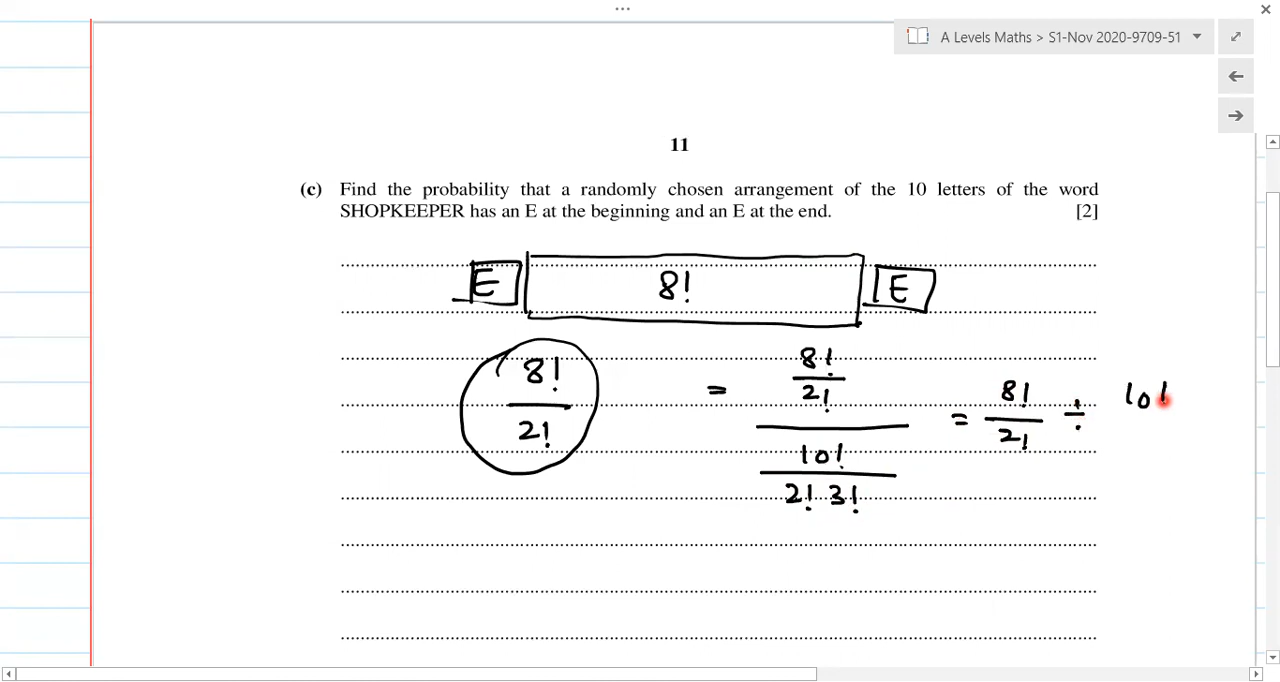 A Levels Maths > S1-Nov 2020-9709-51
11
(c) Find the probability that a randomly chosen arrangement of the 10 letters of the word
SHOPKEEPER has an E at the beginning and an E at the end. [2]
E 8! E
8!/2! = (8!/2!)/(10!/2! 3!) = 8!/2! ÷ 10!